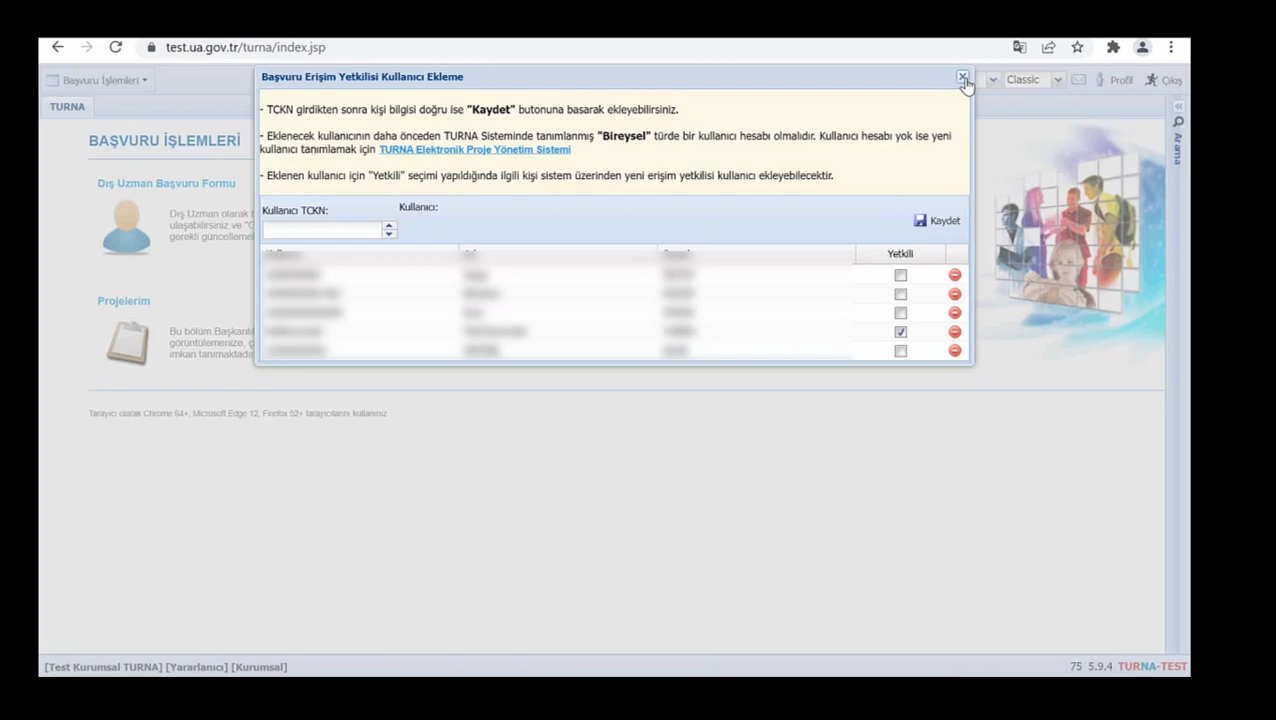 test.ua.gov.tr/turna/index.jsp
Başvuru İşlemleri
Başvuru Erişim Yetkilisi Kullanıcı Ekleme
Classic
Profil
Çıkış
TURNA
- TCKN girdikten sonra kişi bilgisi doğru ise "Kaydet" butonuna basarak ekleyebilirsiniz.
- Eklenecek kullanıcının daha önceden TURNA Sisteminde tanımlanmış "Bireysel" türde bir kullanıcı hesabı olmalıdır. Kullanıcı hesabı yok ise yeni
kullanıcı tanımlamak için TURNA Elektronik Proje Yönetim Sistemi
- Eklenen kullanıcı için "Yetkili" seçimi yapıldığında ilgili kişi sistem üzerinden yeni erişim yetkilisi kullanıcı ekleyebilecektir.
Kullanıcı TCKN:
Kullanıcı:
Kaydet
Yetkili
Arama
BAŞVURU İŞLEMLERİ
Dış Uzman Başvuru Formu
Dış Uzman olarak
ulaşabilirsiniz ve
gerekli
Projelerim
Bu bölüm
görüntülemenize,
imkan
Tarayıcı olarak Chrome 64+, Microsoft Edge 12, Firefox 52+ tarayıcılarını kullanınız
[Test Kurumsal TURNA] [Yararlanıcı] [Kurumsal]
75 5.9.4 TURNA-TEST